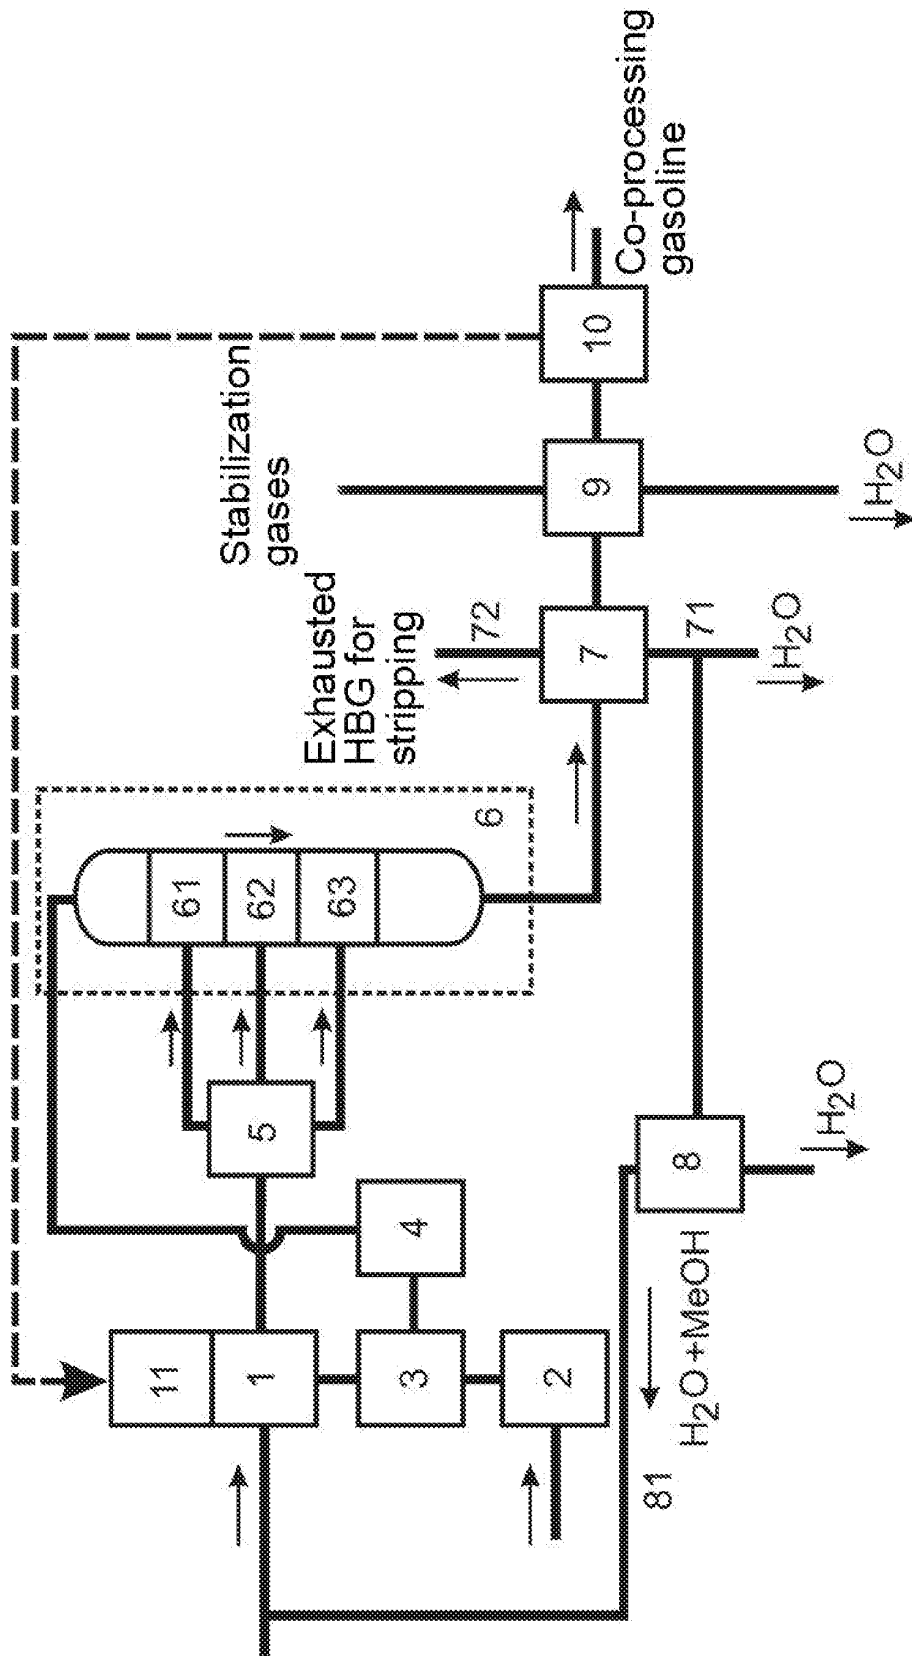 Stabilization
gases
Exhausted
HBG for
stripping
Co-processing
gasoline
11
1
2
3
4
5
6
61
62
63
7
71
72
8
81
9
10
H₂O
H₂O
H₂O
H₂O+MeOH